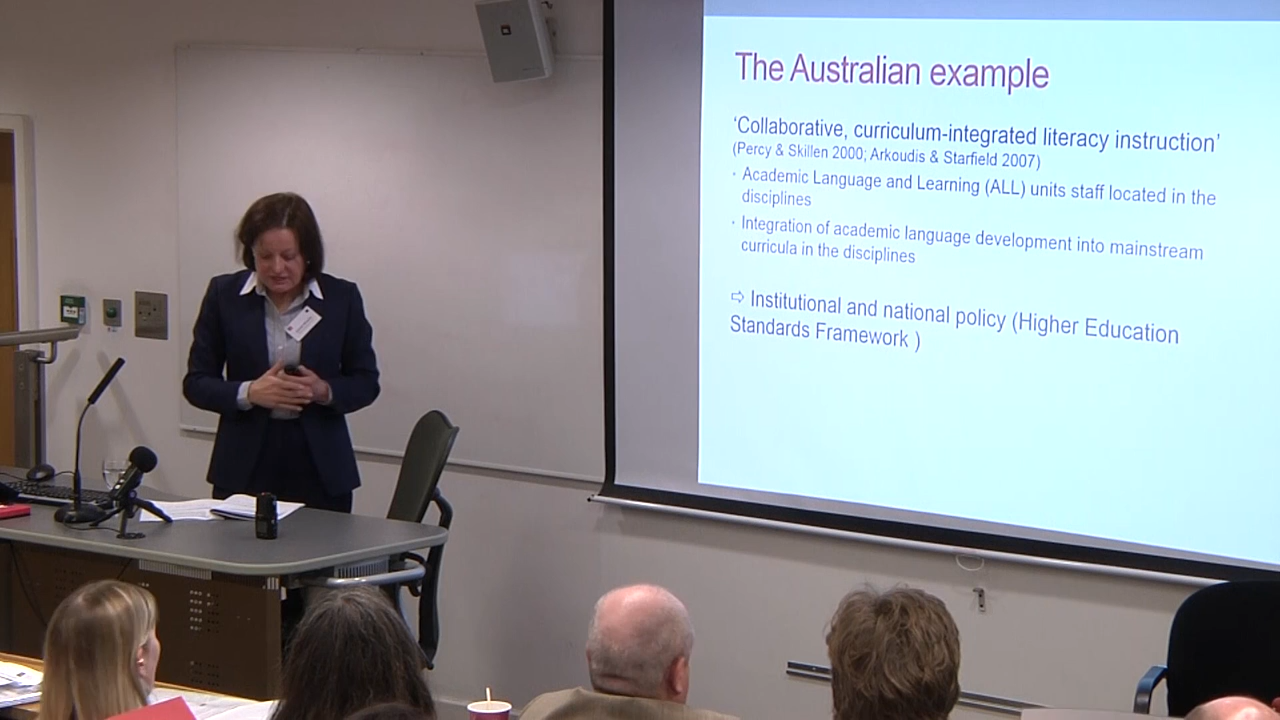 The Australian example
‘Collaborative, curriculum-integrated literacy instruction’
(Percy & Skillen 2000; Arkoudis & Starfield 2007)
· Academic Language and Learning (ALL) units staff located in the
disciplines
· Integration of academic language development into mainstream
curricula in the disciplines
⇨ Institutional and national policy (Higher Education
Standards Framework )